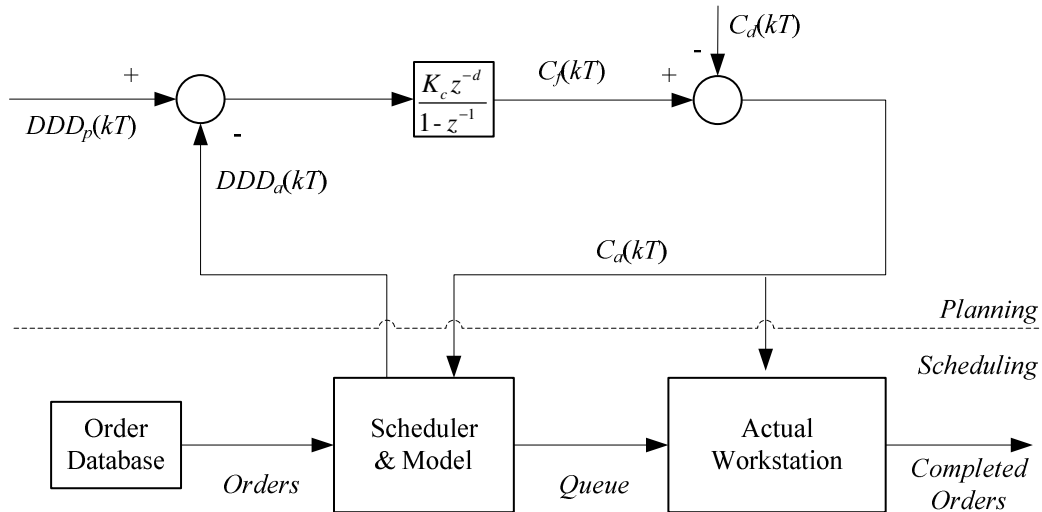 C_d(kT)
-
+
C_f(kT)
+
K_c z^{-d}
1- z^{-1}
DDD_p(kT)
-
DDD_a(kT)
C_a(kT)
Planning
Scheduling
Order
Database
Scheduler
& Model
Actual
Workstation
Orders
Queue
Completed
Orders